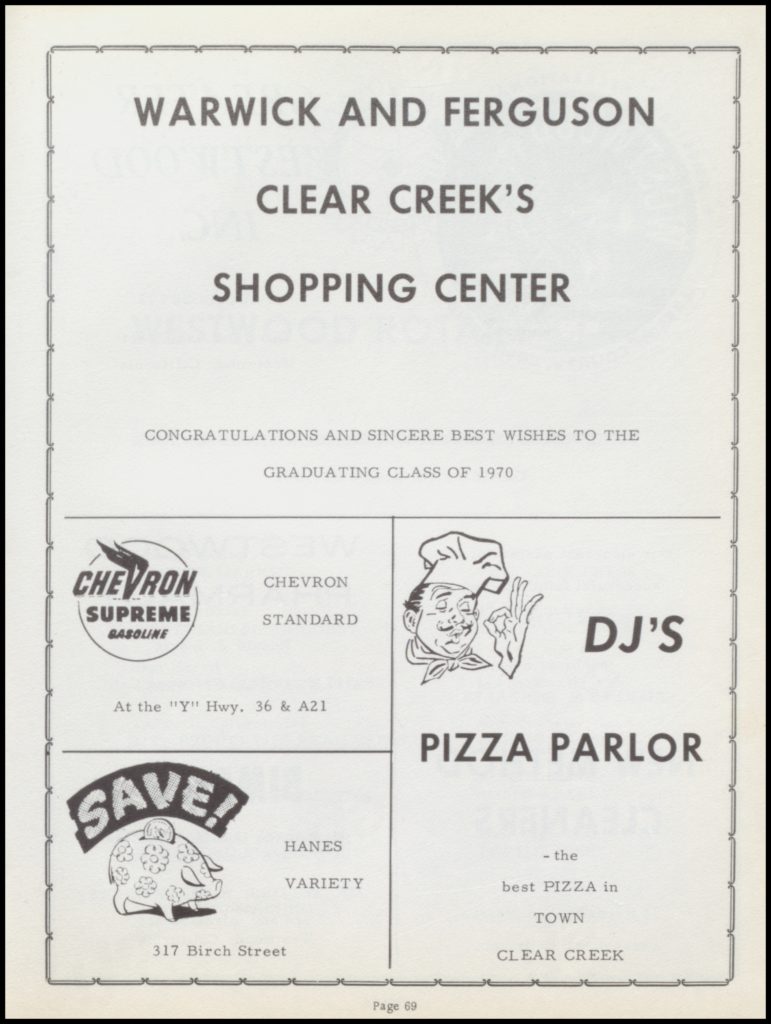 WARWICK AND FERGUSON
CLEAR CREEK'S
SHOPPING CENTER
CONGRATULATIONS AND SINCERE BEST WISHES TO THE
GRADUATING CLASS OF 1970
CHEVRON
SUPREME
GASOLINE
CHEVRON
STANDARD
At the "Y" Hwy. 36 & A21
SAVE!
HANES
VARIETY
317 Birch Street
DJ'S
PIZZA PARLOR
- the
best PIZZA in
TOWN
CLEAR CREEK
Page 69